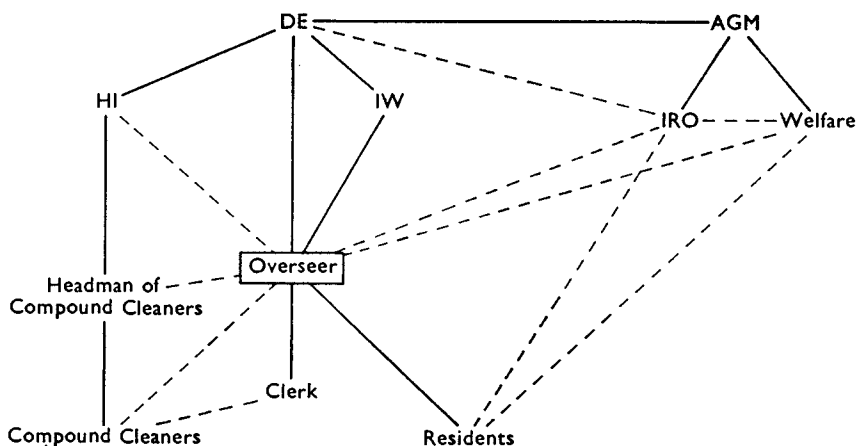 DE
AGM
HI
IW
IRO
Welfare
Overseer
Headman of
Compound Cleaners
Clerk
Compound Cleaners
Residents